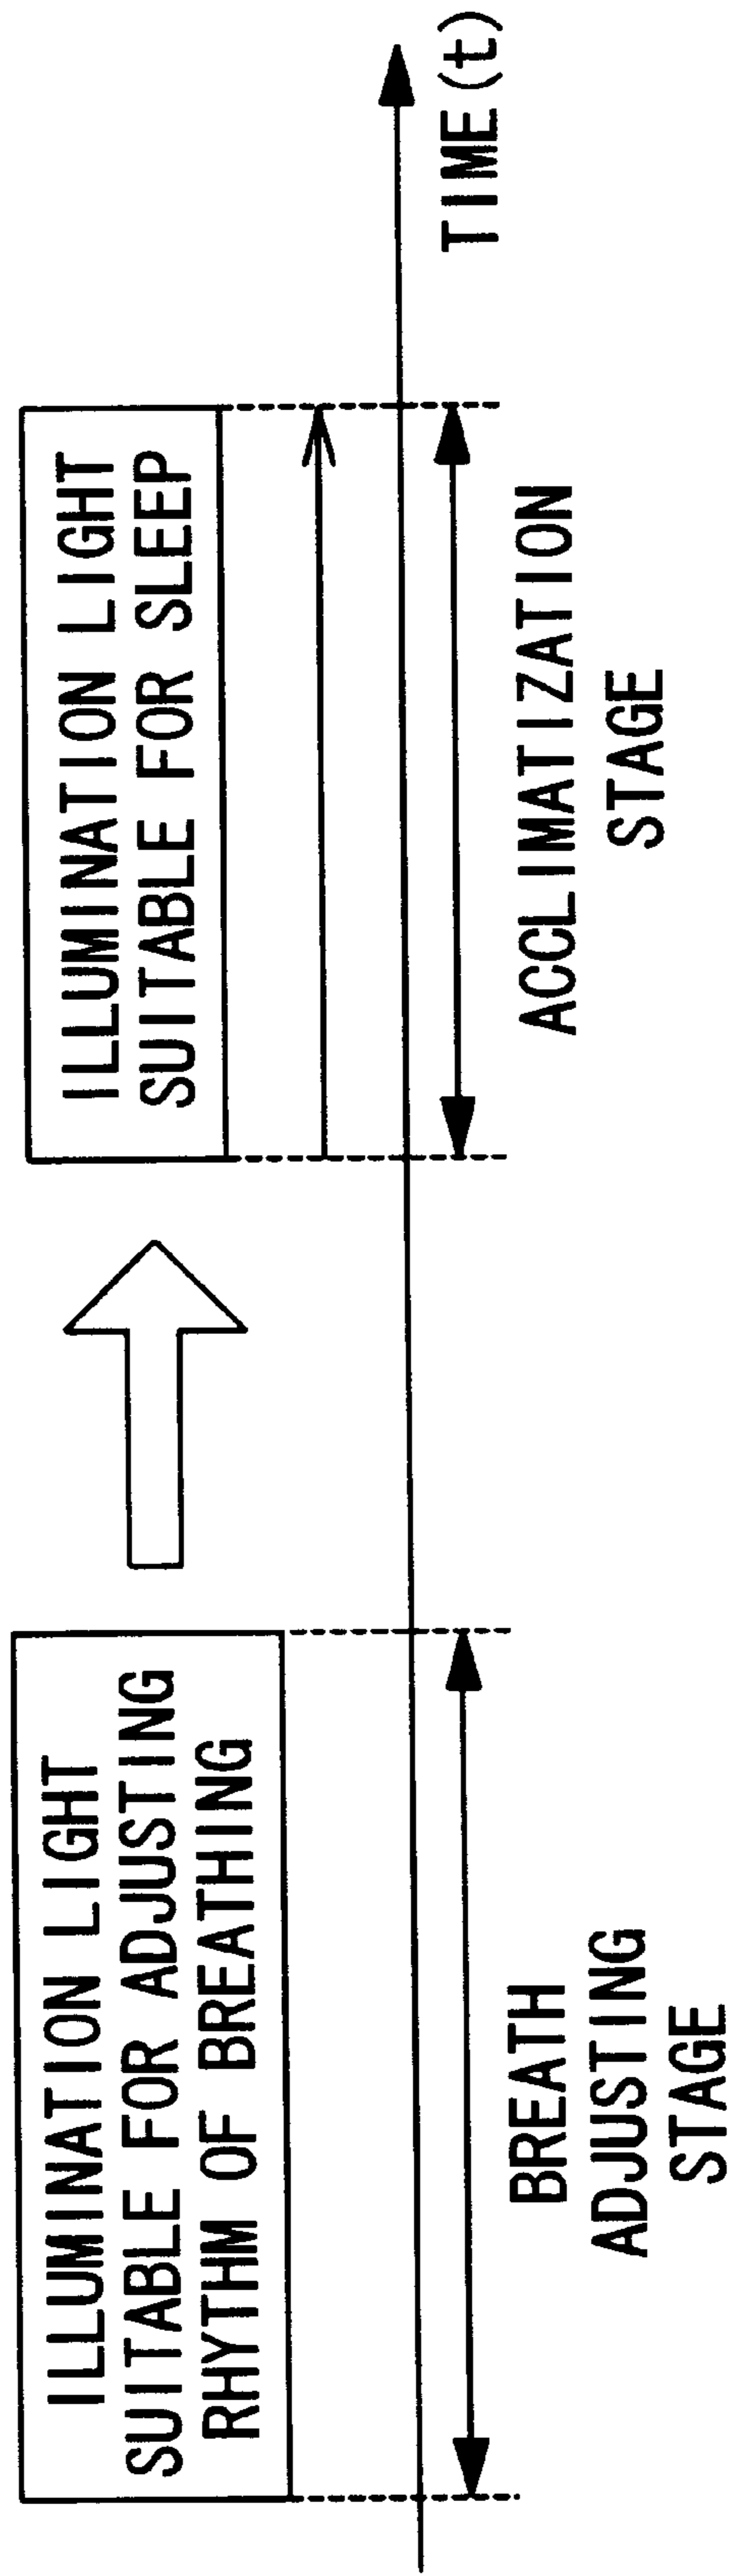 ILLUMINATION LIGHT
SUITABLE FOR ADJUSTING
RHYTHM OF BREATHING
ILLUMINATION LIGHT
SUITABLE FOR SLEEP
TIME(t)
BREATH
ADJUSTING
STAGE
ACCLIMATIZATION
STAGE